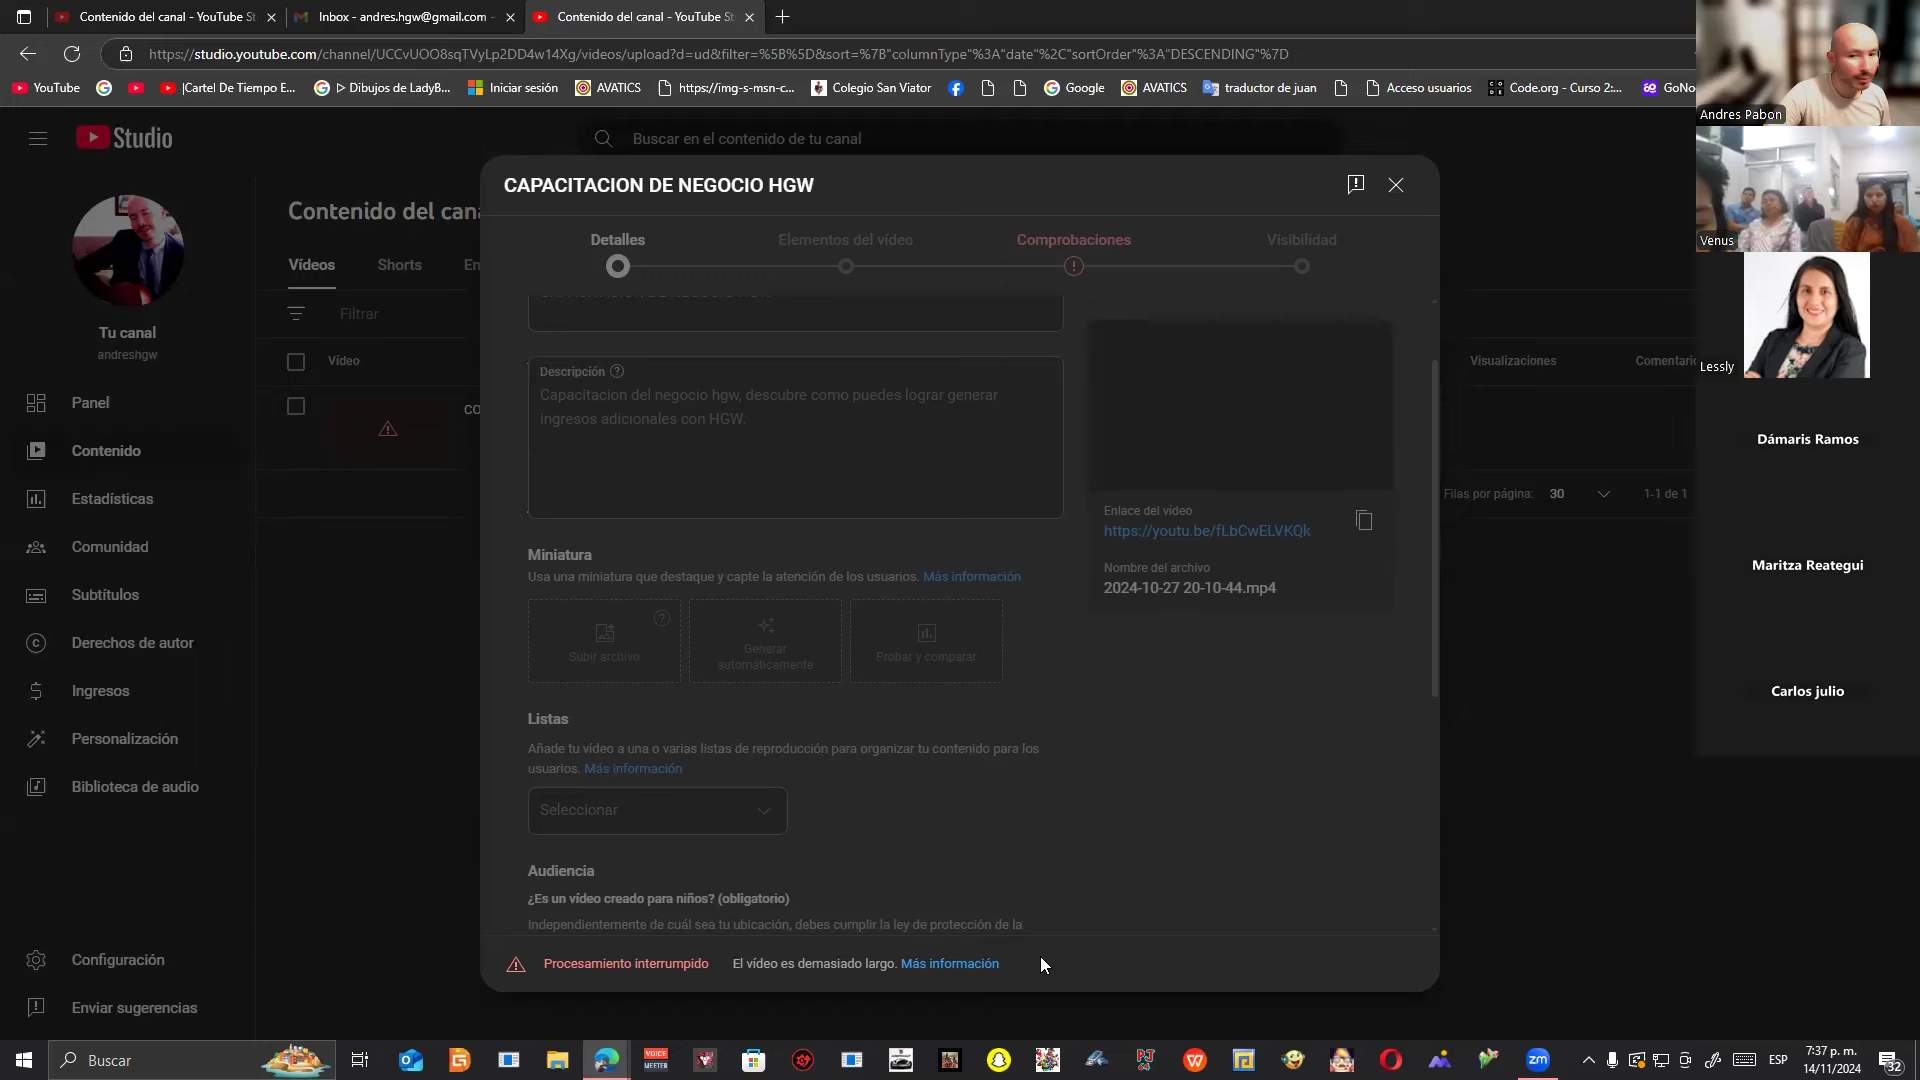 Contenido del canal - YouTube St
Inbox - andres.hgw@gmail.com -
Contenido del canal - YouTube St
https://studio.youtube.com/channel/UCCvUOO8sqTVyLp2DD4w14Xg/videos/upload?d=ud&filter=%5B%5D&sort=%7B"columnType"%3A"date"%2C"sortOrder"%3A"DESCENDING"%7D
YouTube
|Cartel De Tiempo E...
ᐈ Dibujos de LadyB...
Iniciar sesión
AVATICS
https://img-s-msn-c...
Colegio San Viator
Google
AVATICS
traductor de juan
Acceso usuarios
Code.org - Curso 2:...
GoNo
Studio
Buscar en el contenido de tu canal
Andres Pabon
Venus
Lessly
Dámaris Ramos
Maritza Reategui
Carlos julio
Tu canal
andreshgw
Panel
Contenido
Estadísticas
Comunidad
Subtítulos
Derechos de autor
Ingresos
Personalización
Biblioteca de audio
Configuración
Enviar sugerencias
Contenido del cana
Vídeos
Shorts
En
Filtrar
Vídeo
CO
Visualizaciones
Comentario
Filas por página:
30
1-1 de 1
CAPACITACION DE NEGOCIO HGW
Detalles
Elementos del vídeo
Comprobaciones
Visibilidad
Descripción
Capacitacion del negocio hgw, descubre como puedes lograr generar
ingresos adicionales con HGW.
Enlace del vídeo
https://youtu.be/fLbCwELVKQk
Nombre del archivo
2024-10-27 20-10-44.mp4
Miniatura
Usa una miniatura que destaque y capte la atención de los usuarios. Más información
Subir archivo
Generar
automáticamente
Probar y comparar
Listas
Añade tu vídeo a una o varias listas de reproducción para organizar tu contenido para los
usuarios. Más información
Seleccionar
Audiencia
¿Es un vídeo creado para niños? (obligatorio)
Independientemente de cuál sea tu ubicación, debes cumplir la ley de protección de la
Procesamiento interrumpido
El vídeo es demasiado largo. Más información
Buscar
VOICE
MEETER
zm
ESP
7:37 p. m.
14/11/2024
32